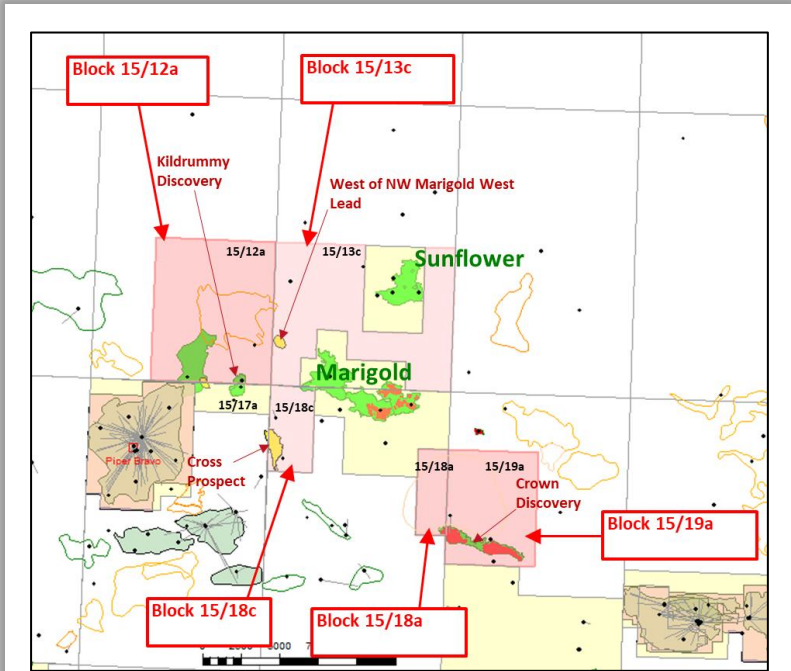 Block 15/12a
Block 15/13c
Kildrummy
Discovery
West of NW Marigold West
Lead
15/12a
15/13c
Sunflower
Marigold
15/17a
15/18c
Piper Bravo
Cross
Prospect
15/18a
15/19a
Crown
Discovery
Block 15/19a
Block 15/18c
Block 15/18a
0